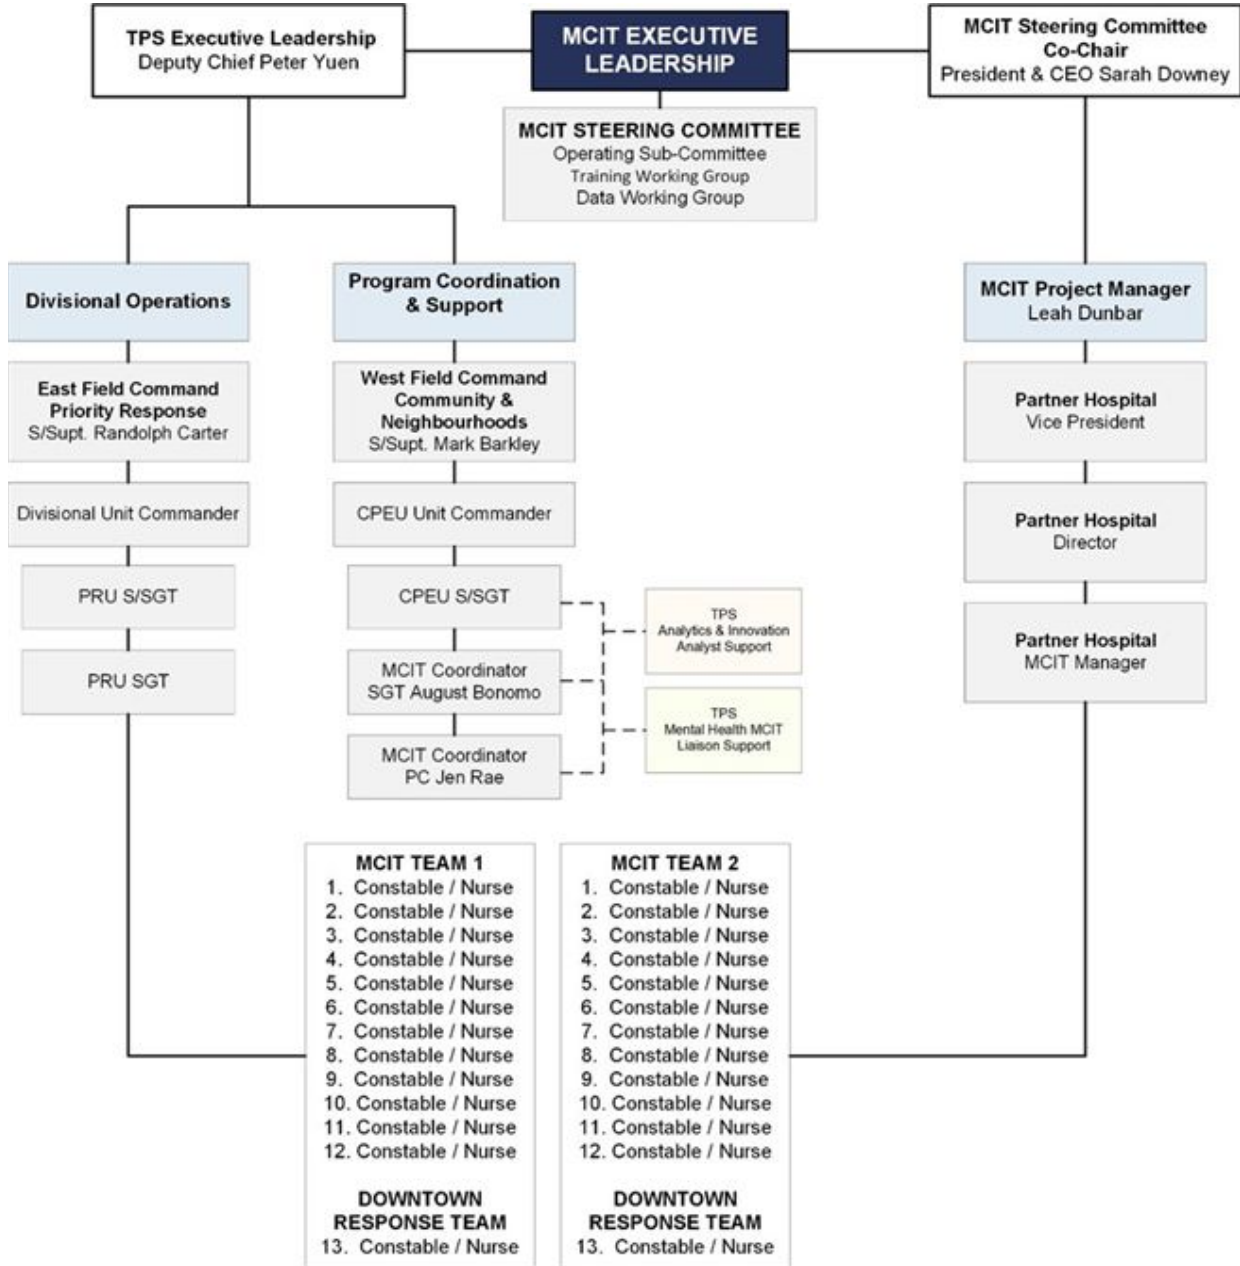 TPS Executive Leadership
Deputy Chief Peter Yuen
MCIT EXECUTIVE
LEADERSHIP
MCIT Steering Committee
Co-Chair
President & CEO Sarah Downey
MCIT STEERING COMMITTEE
Operating Sub-Committee
Training Working Group
Data Working Group
Divisional Operations
East Field Command
Priority Response
S/Supt. Randolph Carter
Divisional Unit Commander
PRU S/SGT
PRU SGT
Program Coordination
& Support
West Field Command
Community &
Neighbourhoods
S/Supt. Mark Barkley
CPEU Unit Commander
CPEU S/SGT
MCIT Coordinator
SGT August Bonomo
MCIT Coordinator
PC Jen Rae
TPS
Analytics & Innovation
Analyst Support
TPS
Mental Health MCIT
Liaison Support
MCIT Project Manager
Leah Dunbar
Partner Hospital
Vice President
Partner Hospital
Director
Partner Hospital
MCIT Manager
MCIT TEAM 1
1. Constable / Nurse
2. Constable / Nurse
3. Constable / Nurse
4. Constable / Nurse
5. Constable / Nurse
6. Constable / Nurse
7. Constable / Nurse
8. Constable / Nurse
9. Constable / Nurse
10. Constable / Nurse
11. Constable / Nurse
12. Constable / Nurse
DOWNTOWN
RESPONSE TEAM
13. Constable / Nurse
MCIT TEAM 2
1. Constable / Nurse
2. Constable / Nurse
3. Constable / Nurse
4. Constable / Nurse
5. Constable / Nurse
6. Constable / Nurse
7. Constable / Nurse
8. Constable / Nurse
9. Constable / Nurse
10. Constable / Nurse
11. Constable / Nurse
12. Constable / Nurse
DOWNTOWN
RESPONSE TEAM
13. Constable / Nurse